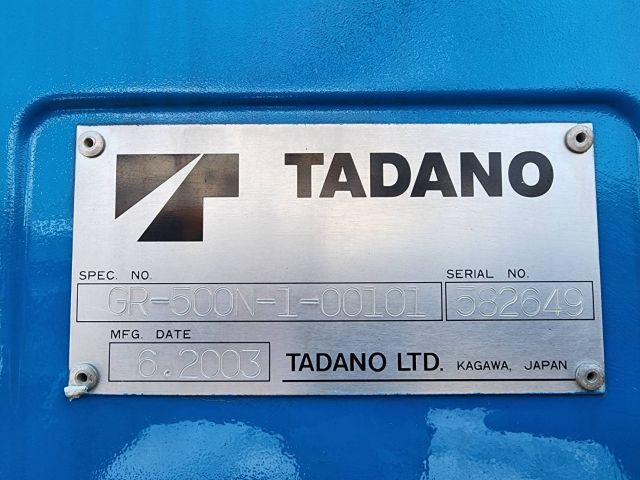 TADANO
SPEC. NO. SERIAL NO.
GR-500N-1-00101 582649
MFG. DATE
6.2003 TADANO LTD. KAGAWA, JAPAN